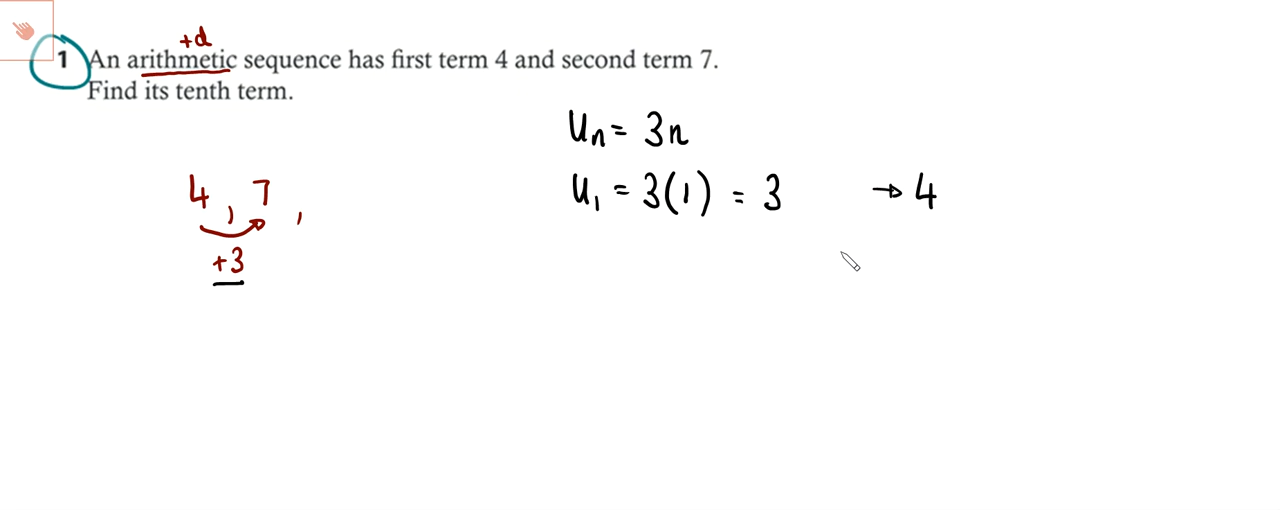 +d
1 An arithmetic sequence has first term 4 and second term 7.
Find its tenth term.
uₙ = 3n
4, 7,
u₁ = 3(1) = 3 → 4
+3